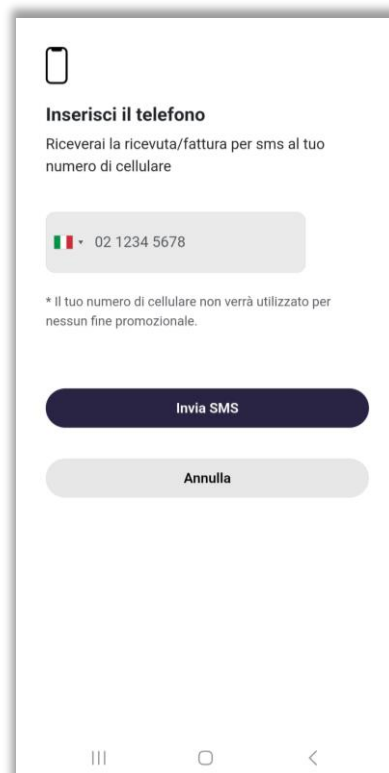 Inserisci il telefono
Riceverai la ricevuta/fattura per sms al tuo
numero di cellulare
02 1234 5678
* Il tuo numero di cellulare non verrà utilizzato per
nessun fine promozionale.
Invia SMS
Annulla